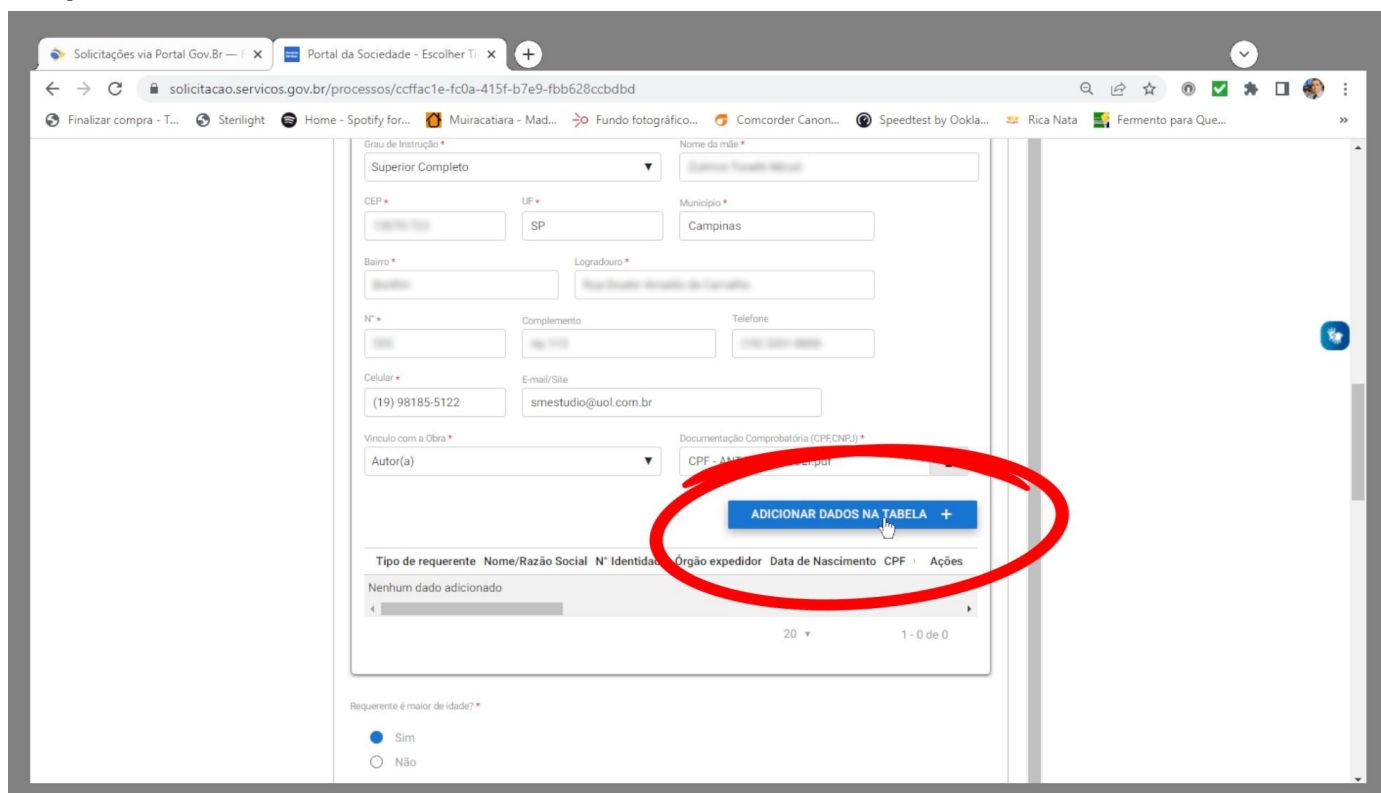 Solicitações via Portal Gov.Br — F
Portal da Sociedade - Escolher Ti
solicitacao.servicos.gov.br/processos/ccffac1e-fc0a-415f-b7e9-fbb628ccbdbd
Finalizar compra - T... Sterilight Home - Spotify for... Muiracatiara - Mad... Fundo fotográfico... Comcorder Canon... Speedtest by Ookla... Rica Nata Fermento para Que... »
Grau de Instrução * Nome da mãe *
Superior Completo
CEP * UF * Município *
SP Campinas
Bairro * Logradouro *
N° * Complemento Telefone
Celular * E-mail/Site
(19) 98185-5122 smestudio@uol.com.br
Vinculo com a Obra * Documentação Comprobatória (CPF,CNPJ) *
Autor(a) CPF -
ADICIONAR DADOS NA TABELA +
Tipo de requerente Nome/Razão Social N° Identidad Órgão expedidor Data de Nascimento CPF Ações
Nenhum dado adicionado
20 1 - 0 de 0
Requerente é maior de idade? *
Sim
Não